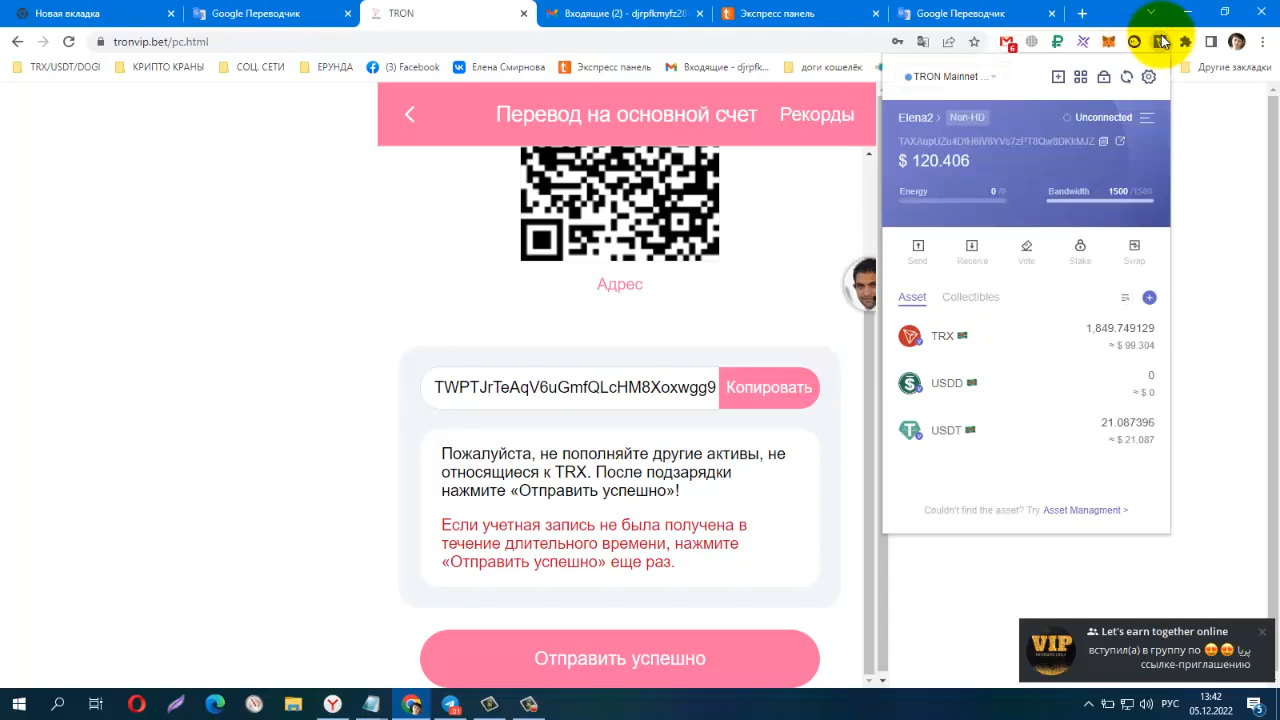 Новая вкладка
Google Переводчик
TRON
Входящие (2) - djrpfkmyfz28
Экспресс панель
Google Переводчик
tronvip.bet/pc.html
6
TRX/USDT/DOGI
КРИПТО КРАНЫ
СОЦ. СЕТИ
ЕРУНДА
(3) Facebook
Елена Смирнова
Экспресс панель
Входящие - djrpfk...
доги кошелёк
Другие закладки
Перевод на основной счет
Рекорды
Адрес
TWPTJrTeAqV6uGmfQLcHM8Xoxwgg9
Копировать
Пожалуйста, не пополняйте другие активы, не
относящиеся к TRX. После подзарядки
нажмите «Отправить успешно»!
Если учетная запись не была получена в
течение длительного времени, нажмите
«Отправить успешно» еще раз.
Отправить успешно
TRON Mainnet ...
Elena2
Non-HD
Unconnected
$ 120.406
Energy
0 /0
Bandwidth
1500 /1500
Send
Receive
Vote
Stake
Swap
Asset
Collectibles
TRX
1,849.749129
≈ $ 99.304
USDD
0
≈ $ 0
USDT
21.087396
≈ $ 21.087
Couldn't find the asset? Try Asset Managment >
VIP
Let's earn together online
вступил(а) в группу по
ссылке-приглашению
РУС
13:42
05.12.2022